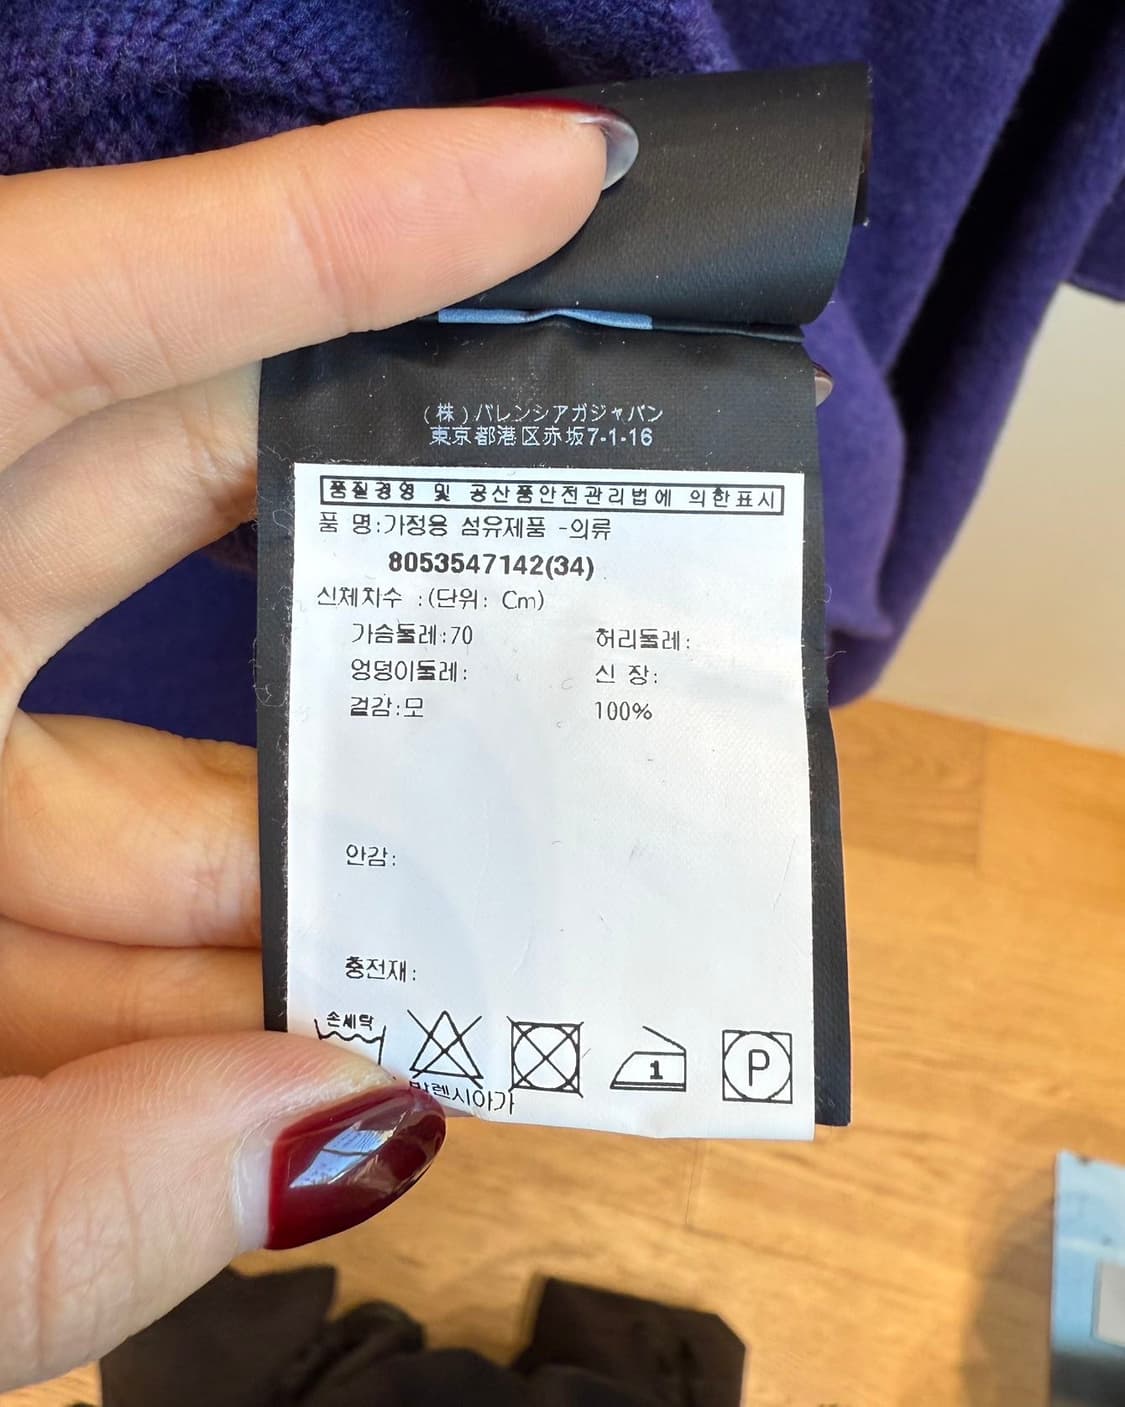 (株)バレンシアガジャパン
東京都港区赤坂7-1-16
품질경영 및 공산품안전관리법에 의한표시
품 명:가정용 섬유제품 -의류
8053547142(34)
신체치수 :(단위: Cm)
가슴둘레:70 허리둘레:
엉덩이둘레: 신 장:
겉감:모 100%
안감:
충전재:
손세탁
1 P
발렌시아가